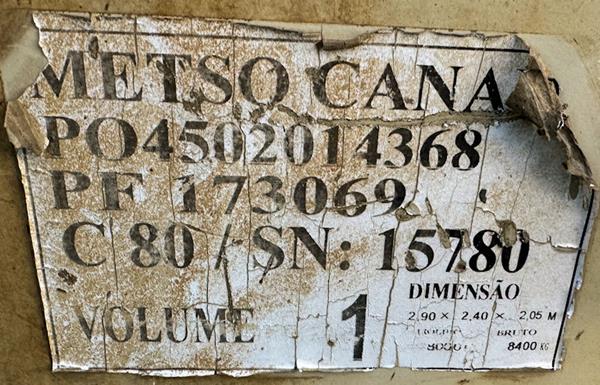 METSO CANA
PO4502014368
PF 173069
C 80 / SN: 15780
DIMENSÃO
VOLUME 1
2,90 × 2,40 × 2,05 M
BRUTO
8400 KG